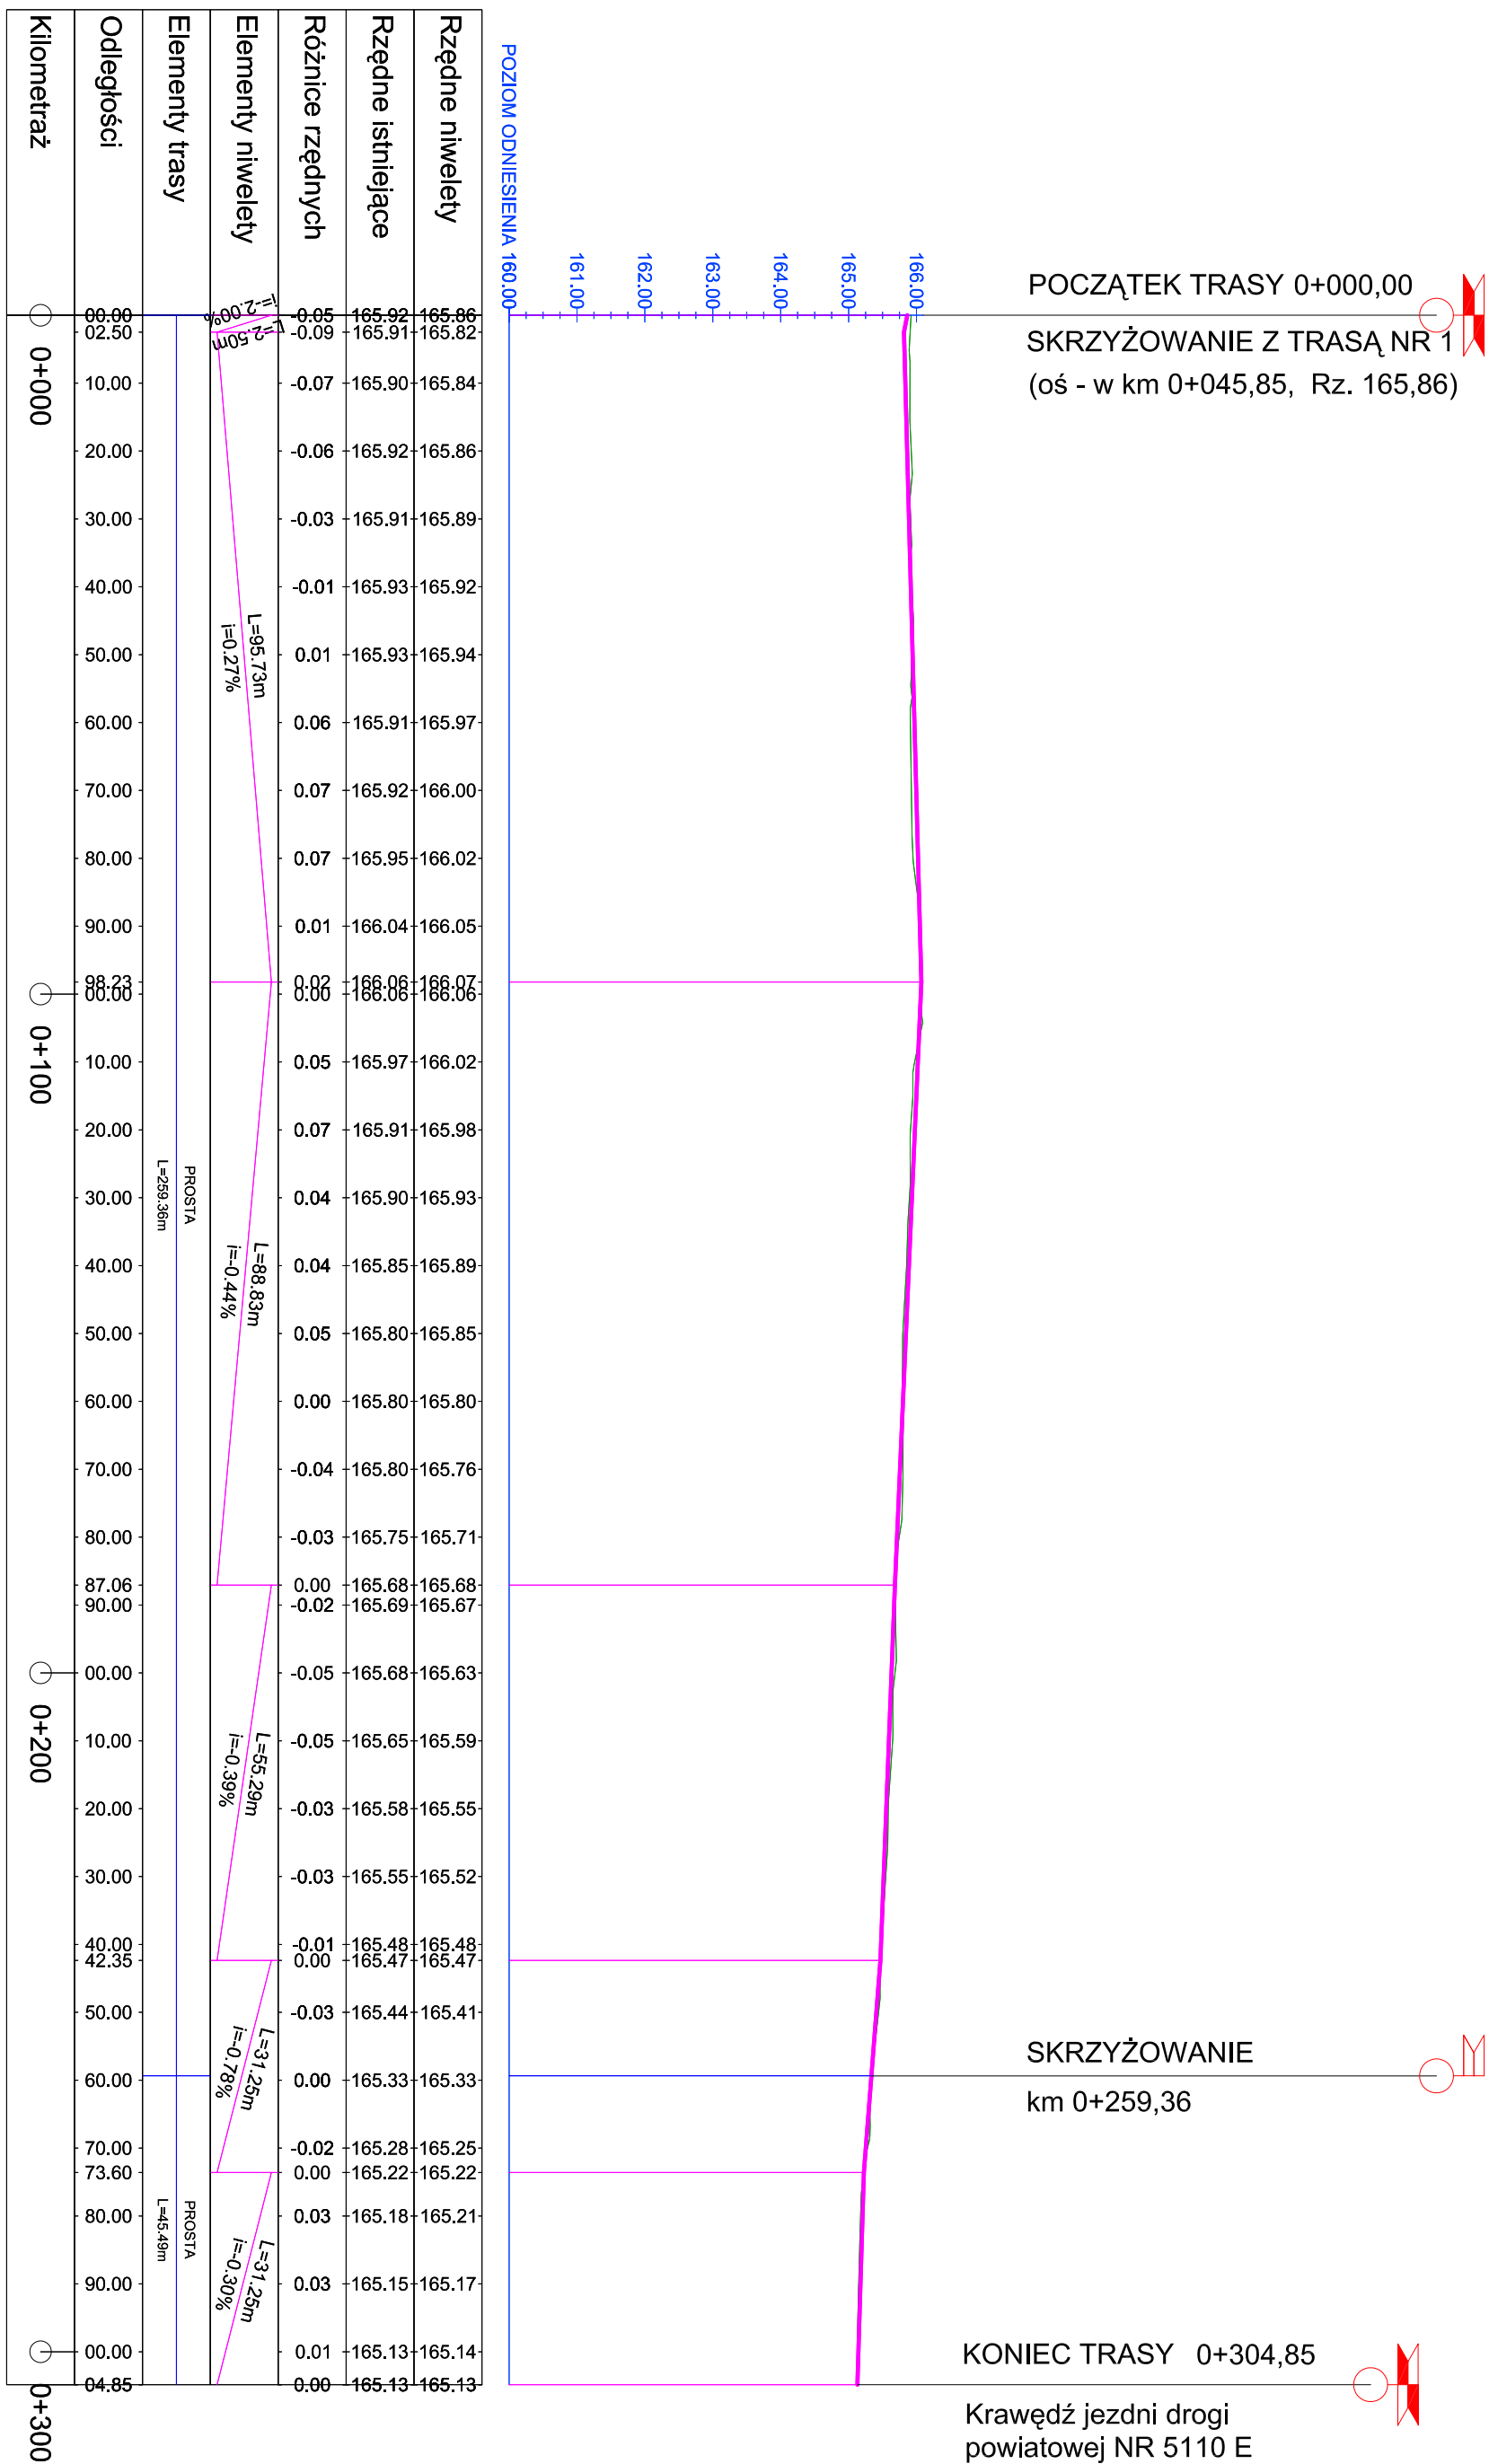 POCZĄTEK TRASY 0+000,00
SKRZYŻOWANIE Z TRASĄ NR 1
(oś - w km 0+045,85, Rz. 165,86)
SKRZYŻOWANIE
km 0+259,36
KONIEC TRASY 0+304,85
Krawędź jezdni drogi
powiatowej NR 5110 E
166.00
165.00
164.00
163.00
162.00
161.00
POZIOM ODNIESIENIA 160.00
Rzędne niwelety 165.86 165.82 165.84 165.86 165.89 165.92 165.94 165.97 166.00 166.02 166.05 166.07 166.06 166.02 165.98 165.93 165.89 165.85 165.80 165.76 165.71 165.68 165.67 165.63 165.59 165.55 165.52 165.48 165.47 165.41 165.33 165.25 165.22 165.21 165.17 165.14 165.13
Rzędne istniejące 165.92 165.91 165.90 165.92 165.91 165.93 165.93 165.91 165.92 165.95 166.04 166.06 166.06 165.97 165.91 165.90 165.85 165.80 165.80 165.80 165.75 165.68 165.69 165.68 165.65 165.58 165.55 165.48 165.47 165.44 165.33 165.28 165.22 165.18 165.15 165.13 165.13
Różnice rzędnych -0.05 -0.09 -0.07 -0.06 -0.03 -0.01 0.01 0.06 0.07 0.07 0.01 0.02 0.00 0.05 0.07 0.04 0.04 0.05 0.00 -0.04 -0.03 0.00 -0.02 -0.05 -0.05 -0.03 -0.03 -0.01 0.00 -0.03 0.00 -0.02 0.00 0.03 0.03 0.01 0.00
Elementy niwelety
i=-2.00%
L=2.50m
L=95.73m
i=0.27%
L=88.83m
i=-0.44%
L=55.29m
i=-0.39%
L=31.25m
i=-0.78%
L=31.25m
i=-0.30%
Elementy trasy
PROSTA
L=259.36m
PROSTA
L=45.49m
Odległości 00.00 02.50 10.00 20.00 30.00 40.00 50.00 60.00 70.00 80.00 90.00 98.23 00.00 10.00 20.00 30.00 40.00 50.00 60.00 70.00 80.00 87.06 90.00 00.00 10.00 20.00 30.00 40.00 42.35 50.00 60.00 70.00 73.60 80.00 90.00 00.00 04.85
Kilometraż 0+000 0+100 0+200 0+300